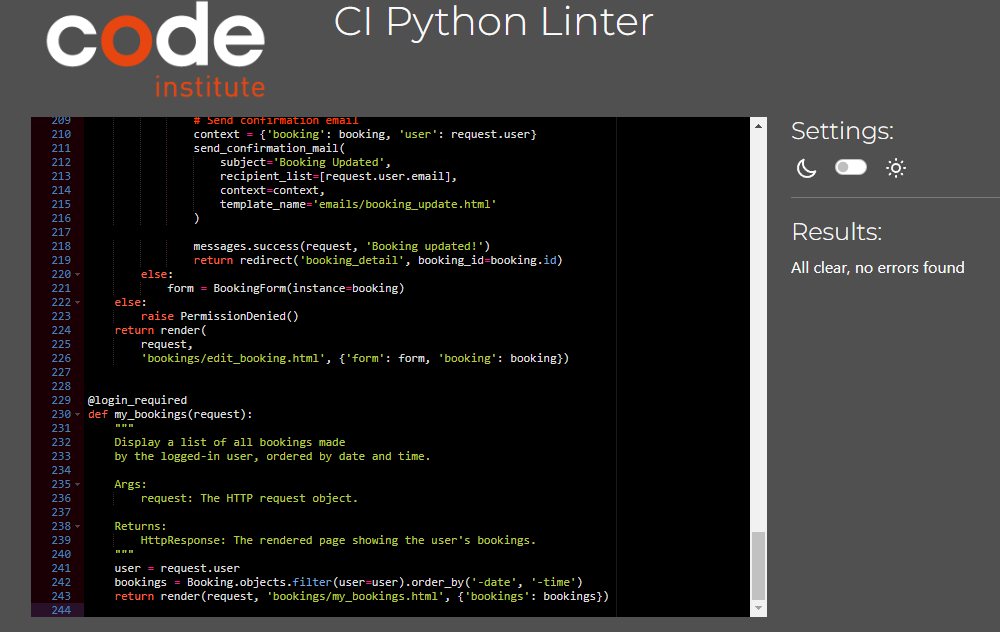 code
institute
CI Python Linter
209 # Send confirmation email
210 context = {'booking': booking, 'user': request.user}
211 send_confirmation_mail(
212 subject='Booking Updated',
213 recipient_list=[request.user.email],
214 context=context,
215 template_name='emails/booking_update.html'
216 )
217
218 messages.success(request, 'Booking updated!')
219 return redirect('booking_detail', booking_id=booking.id)
220 else:
221 form = BookingForm(instance=booking)
222 else:
223 raise PermissionDenied()
224 return render(
225 request,
226 'bookings/edit_booking.html', {'form': form, 'booking': booking})
227
228
229 @login_required
230 def my_bookings(request):
231 """
232 Display a list of all bookings made
233 by the logged-in user, ordered by date and time.
234
235 Args:
236 request: The HTTP request object.
237
238 Returns:
239 HttpResponse: The rendered page showing the user's bookings.
240 """
241 user = request.user
242 bookings = Booking.objects.filter(user=user).order_by('-date', '-time')
243 return render(request, 'bookings/my_bookings.html', {'bookings': bookings})
244
Settings:
Results:
All clear, no errors found